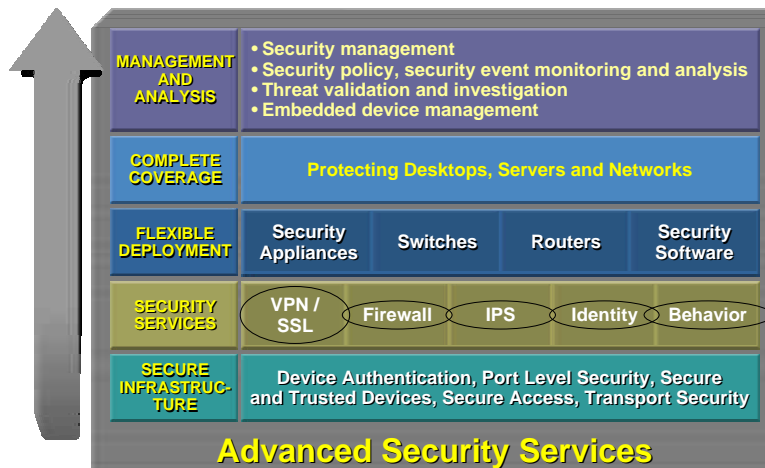 MANAGEMENT
AND
ANALYSIS
• Security management
• Security policy, security event monitoring and analysis
• Threat validation and investigation
• Embedded device management
COMPLETE
COVERAGE
Protecting Desktops, Servers and Networks
FLEXIBLE
DEPLOYMENT
Security
Appliances
Switches
Routers
Security
Software
SECURITY
SERVICES
VPN /
SSL
Firewall
IPS
Identity
Behavior
SECURE
INFRASTRUC-
TURE
Device Authentication, Port Level Security, Secure
and Trusted Devices, Secure Access, Transport Security
Advanced Security Services